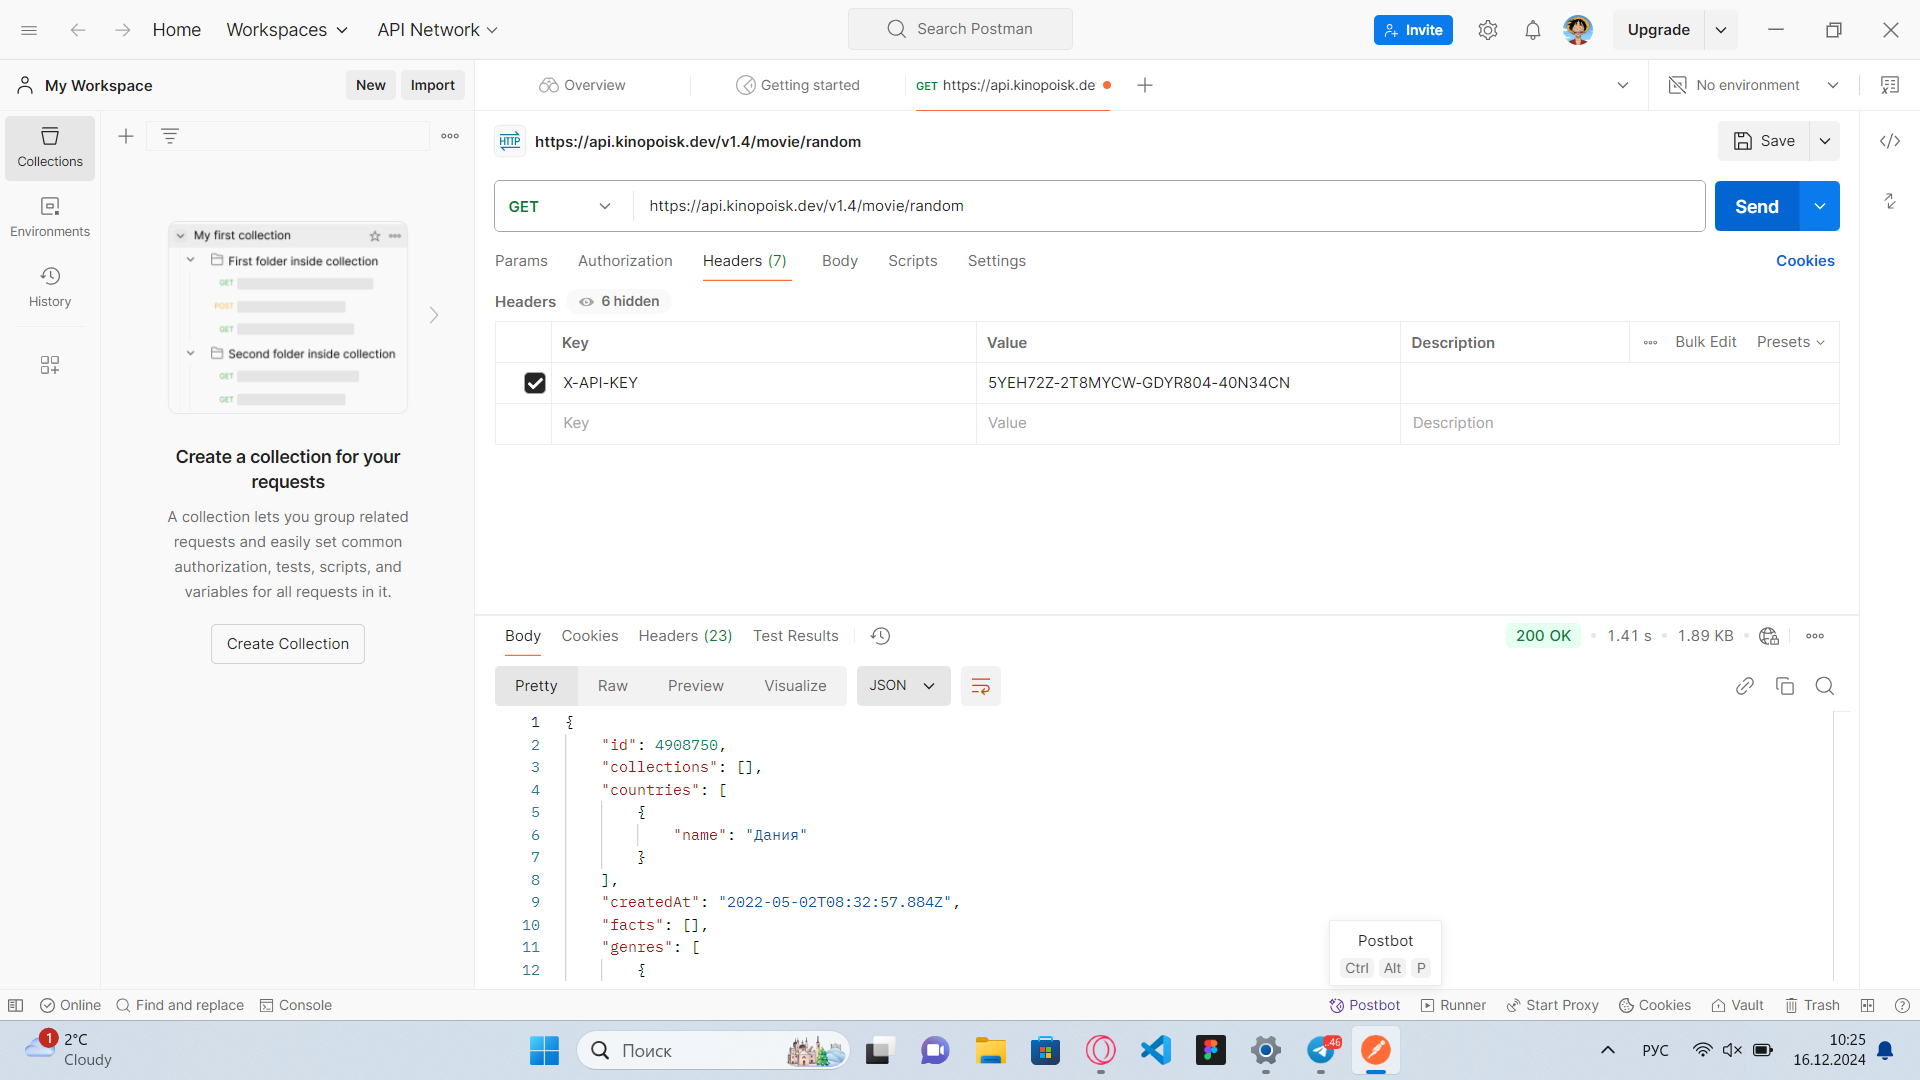 Home Workspaces API Network Search Postman Invite Upgrade
My Workspace New Import Overview Getting started GET https://api.kinopoisk.de No environment
Collections
Environments
History
My first collection
First folder inside collection
GET
POST
GET
Second folder inside collection
GET
GET
Create a collection for your
requests
A collection lets you group related
requests and easily set common
authorization, tests, scripts, and
variables for all requests in it.
Create Collection
HTTP https://api.kinopoisk.dev/v1.4/movie/random Save
GET https://api.kinopoisk.dev/v1.4/movie/random Send
Params Authorization Headers (7) Body Scripts Settings Cookies
Headers 6 hidden
Key Value Description Bulk Edit Presets
X-API-KEY 5YEH72Z-2T8MYCW-GDYR804-40N34CN
Key Value Description
Body Cookies Headers (23) Test Results 200 OK 1.41 s 1.89 KB
Pretty Raw Preview Visualize JSON
1 {
2 "id": 4908750,
3 "collections": [],
4 "countries": [
5 {
6 "name": "Дания"
7 }
8 ],
9 "createdAt": "2022-05-02T08:32:57.884Z",
10 "facts": [],
11 "genres": [
12 {
Postbot
Ctrl Alt P
Online Find and replace Console Postbot Runner Start Proxy Cookies Vault Trash
1 2°C
Cloudy
Поиск
..46
РУС
10:25
16.12.2024